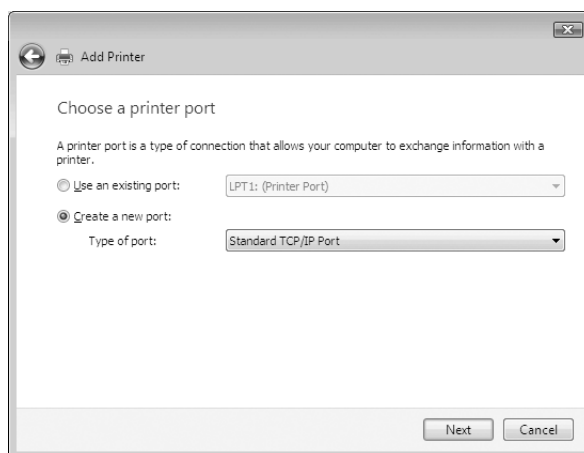 Add Printer
Choose a printer port
A printer port is a type of connection that allows your computer to exchange information with a
printer.
Use an existing port: LPT1: (Printer Port)
Create a new port:
Type of port: Standard TCP/IP Port
Next Cancel